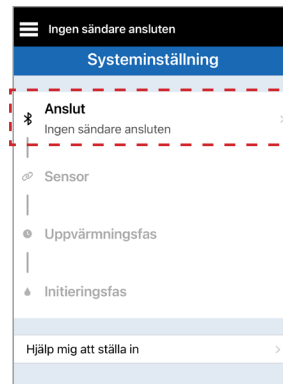 Ingen sändare ansluten
Systeminställning
Anslut
Ingen sändare ansluten
Sensor
Uppvärmningsfas
Initieringsfas
Hjälp mig att ställa in